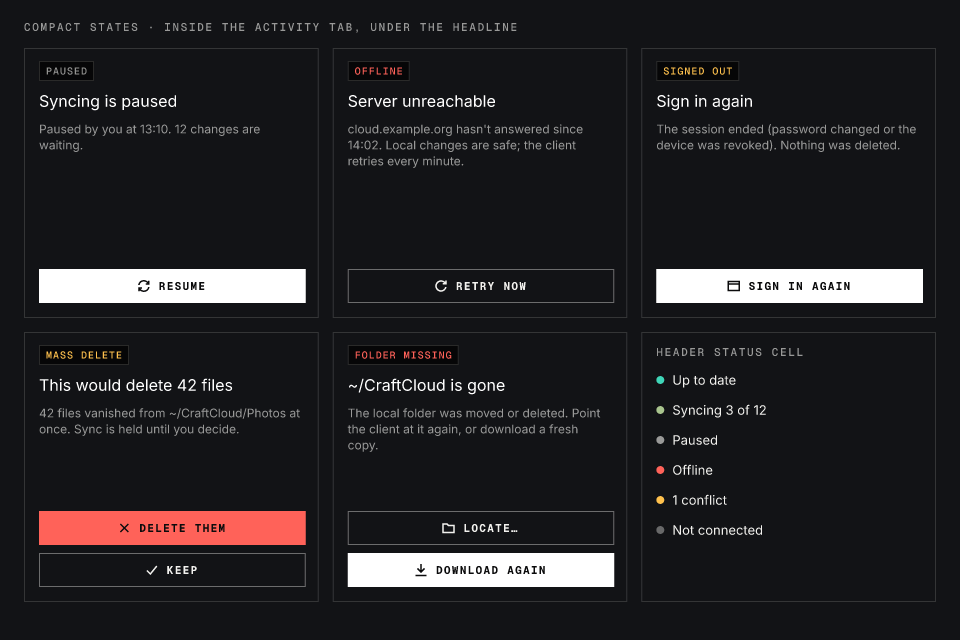 COMPACT STATES · INSIDE THE ACTIVITY TAB, UNDER THE HEADLINE
PAUSED
Syncing is paused
Paused by you at 13:10. 12 changes are
waiting.
RESUME
OFFLINE
Server unreachable
cloud.example.org hasn't answered since
14:02. Local changes are safe; the client
retries every minute.
RETRY NOW
SIGNED OUT
Sign in again
The session ended (password changed or the
device was revoked). Nothing was deleted.
SIGN IN AGAIN
MASS DELETE
This would delete 42 files
42 files vanished from ~/CraftCloud/Photos at
once. Sync is held until you decide.
DELETE THEM
KEEP
FOLDER MISSING
~/CraftCloud is gone
The local folder was moved or deleted. Point
the client at it again, or download a fresh
copy.
LOCATE…
DOWNLOAD AGAIN
HEADER STATUS CELL
Up to date
Syncing 3 of 12
Paused
Offline
1 conflict
Not connected